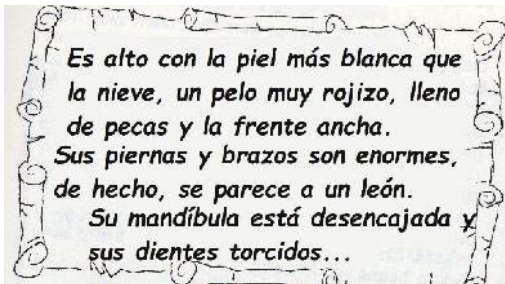 Es alto con la piel más blanca que
la nieve, un pelo muy rojizo, lleno
de pecas y la frente ancha.
Sus piernas y brazos son enormes,
de hecho, se parece a un león.
Su mandíbula está desencajada y
sus dientes torcidos...